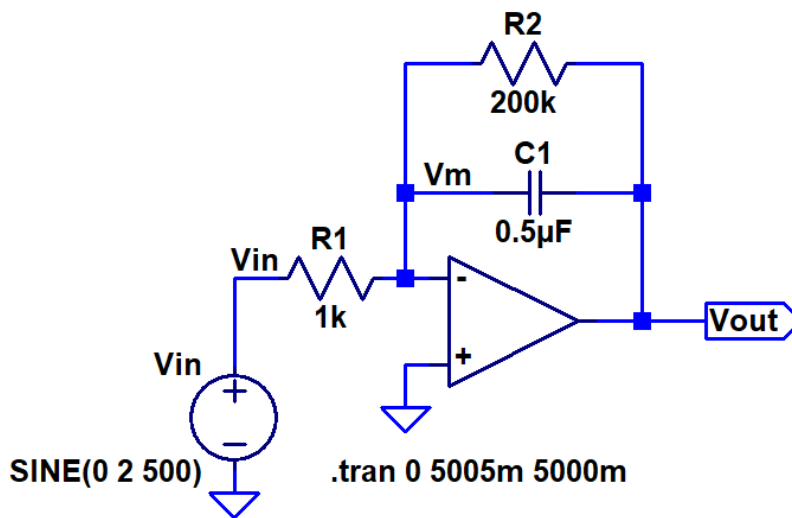 R2
200k
C1
Vm
0.5µF
R1
Vin
1k
-
+
Vout
Vin
+
−
SINE(0 2 500)
.tran 0 5005m 5000m